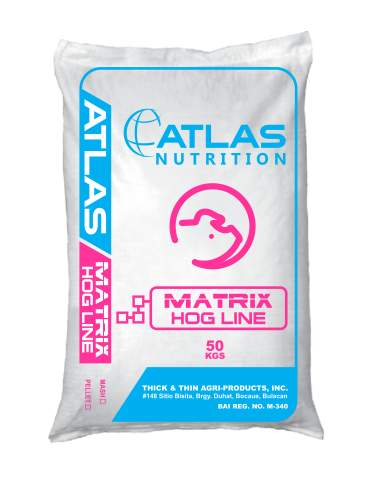 ATLAS
NUTRITION
ATLAS
MATRIX
HOG LINE
MATRIX
HOG LINE
50
KGS
MASH
PELLET
THICK & THIN AGRI-PRODUCTS, INC.
#148 Sitio Bisita, Brgy, Duhat, Bocaue, Bulacan
BAI REG. NO. M-340